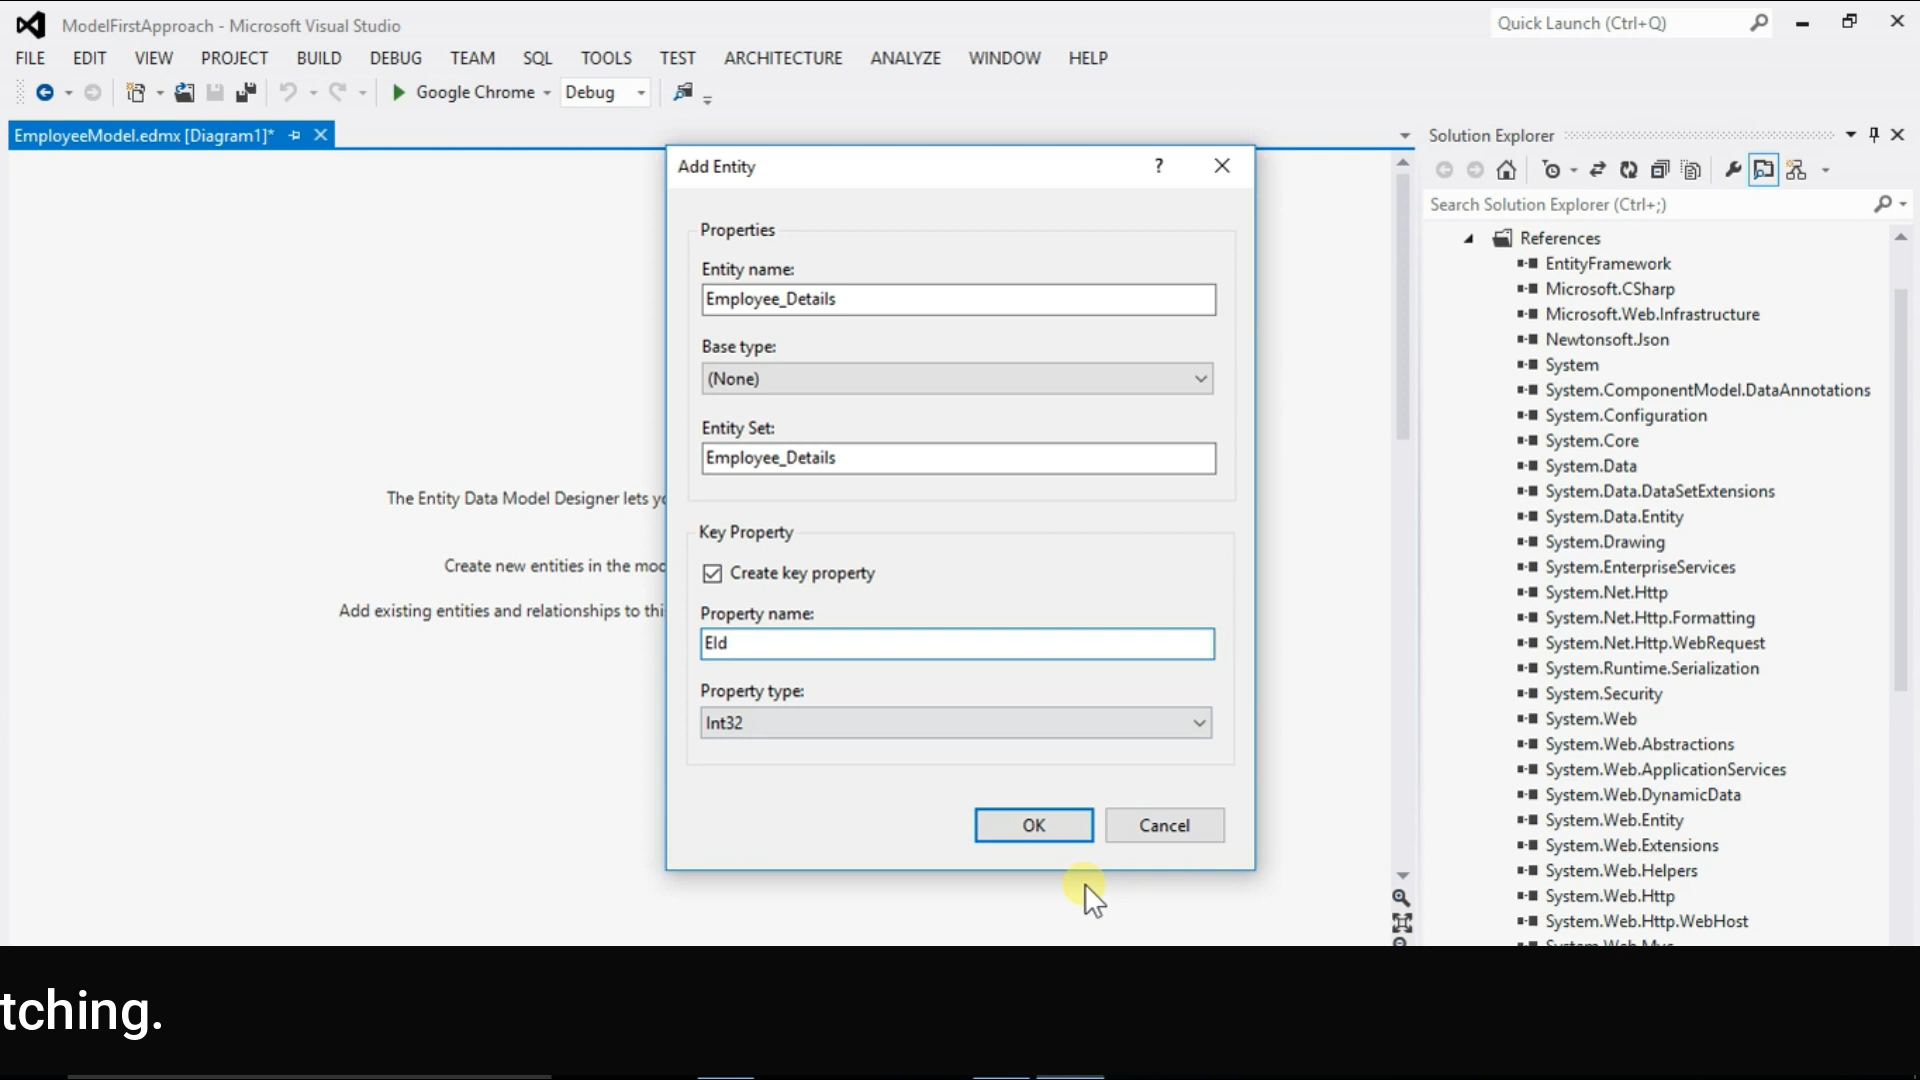 ModelFirstApproach - Microsoft Visual Studio
Quick Launch (Ctrl+Q)
FILE EDIT VIEW PROJECT BUILD DEBUG TEAM SQL TOOLS TEST ARCHITECTURE ANALYZE WINDOW HELP
Google Chrome Debug
EmployeeModel.edmx [Diagram1]*
The Entity Data Model Designer lets yo
Create new entities in the mod
Add existing entities and relationships to this
Add Entity
?
Properties
Entity name:
Employee_Details
Base type:
(None)
Entity Set:
Employee_Details
Key Property
Create key property
Property name:
EId
Property type:
Int32
OK Cancel
Solution Explorer
Search Solution Explorer (Ctrl+;)
References
EntityFramework
Microsoft.CSharp
Microsoft.Web.Infrastructure
Newtonsoft.Json
System
System.ComponentModel.DataAnnotations
System.Configuration
System.Core
System.Data
System.Data.DataSetExtensions
System.Data.Entity
System.Drawing
System.EnterpriseServices
System.Net.Http
System.Net.Http.Formatting
System.Net.Http.WebRequest
System.Runtime.Serialization
System.Security
System.Web
System.Web.Abstractions
System.Web.ApplicationServices
System.Web.DynamicData
System.Web.Entity
System.Web.Extensions
System.Web.Helpers
System.Web.Http
System.Web.Http.WebHost
System.Web.Mvc
tching.